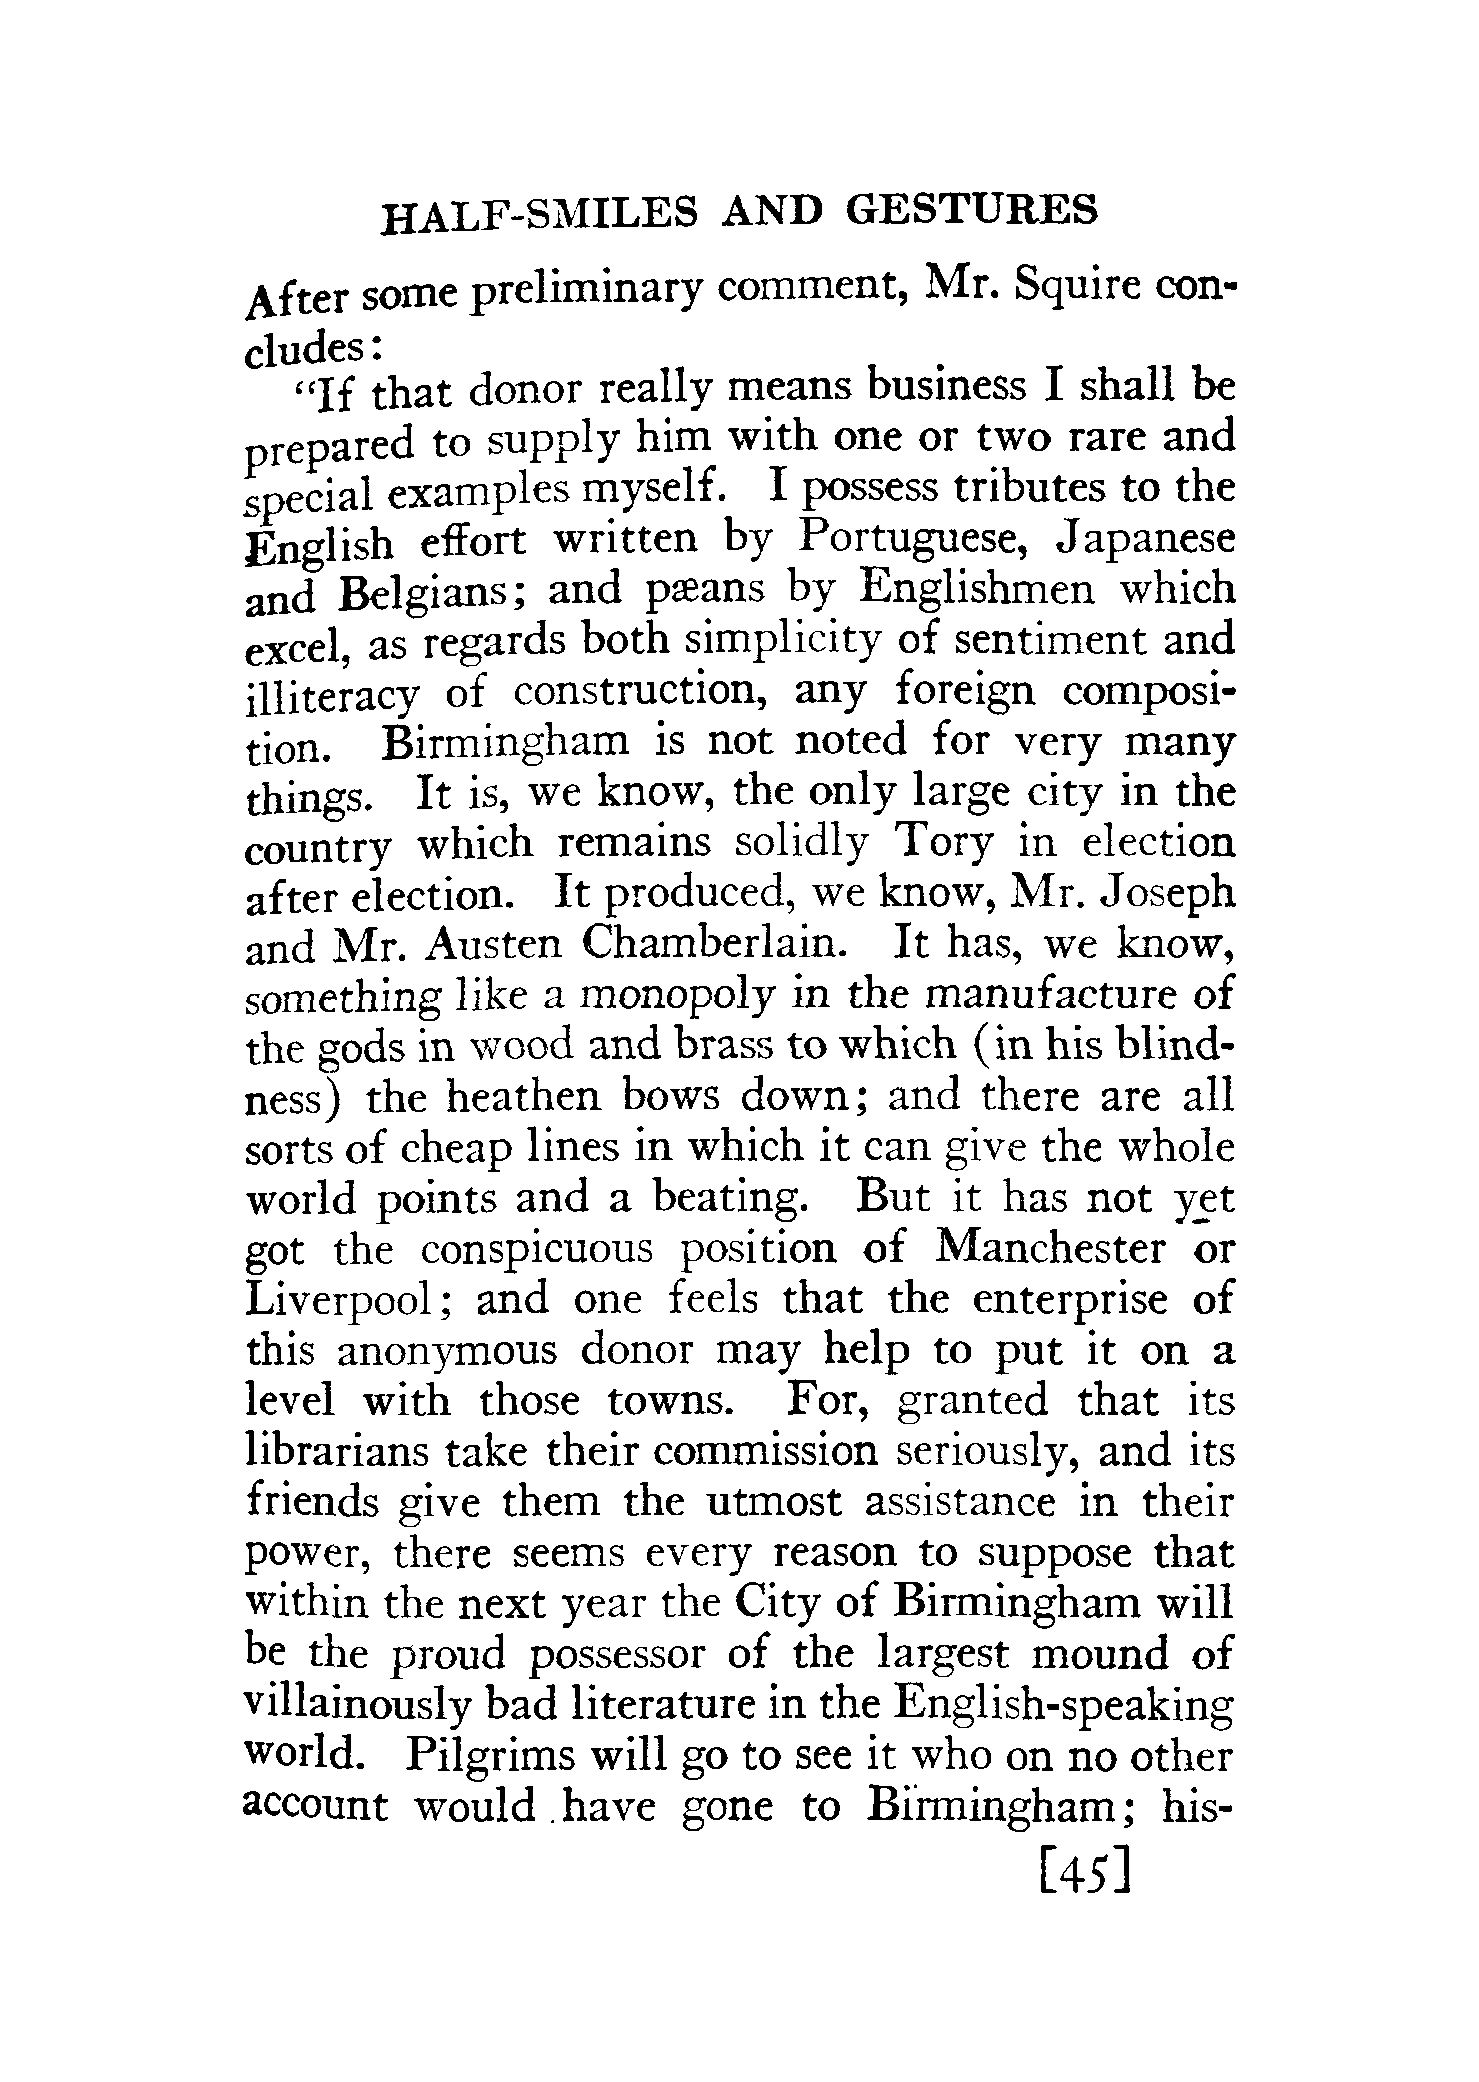 HALF-SMILES AND GESTURES
After some preliminary comment, Mr. Squire con-
cludes:
"If that donor really means business I shall be
prepared to supply him with one or two rare and
special examples myself. I possess tributes to the
English effort written by Portuguese, Japanese
and Belgians; and pæans by Englishmen which
excel, as regards both simplicity of sentiment and
illiteracy of construction, any foreign composi-
tion. Birmingham is not noted for very many
things. It is, we know, the only large city in the
country which remains solidly Tory in election
after election. It produced, we know, Mr. Joseph
and Mr. Austen Chamberlain. It has, we know,
something like a monopoly in the manufacture of
the gods in wood and brass to which (in his blind-
ness) the heathen bows down; and there are all
sorts of cheap lines in which it can give the whole
world points and a beating. But it has not yet
got the conspicuous position of Manchester or
Liverpool; and one feels that the enterprise of
this anonymous donor may help to put it on a
level with those towns. For, granted that its
librarians take their commission seriously, and its
friends give them the utmost assistance in their
power, there seems every reason to suppose that
within the next year the City of Birmingham will
be the proud possessor of the largest mound of
villainously bad literature in the English-speaking
world. Pilgrims will go to see it who on no other
account would have gone to Birmingham; his-
[45]